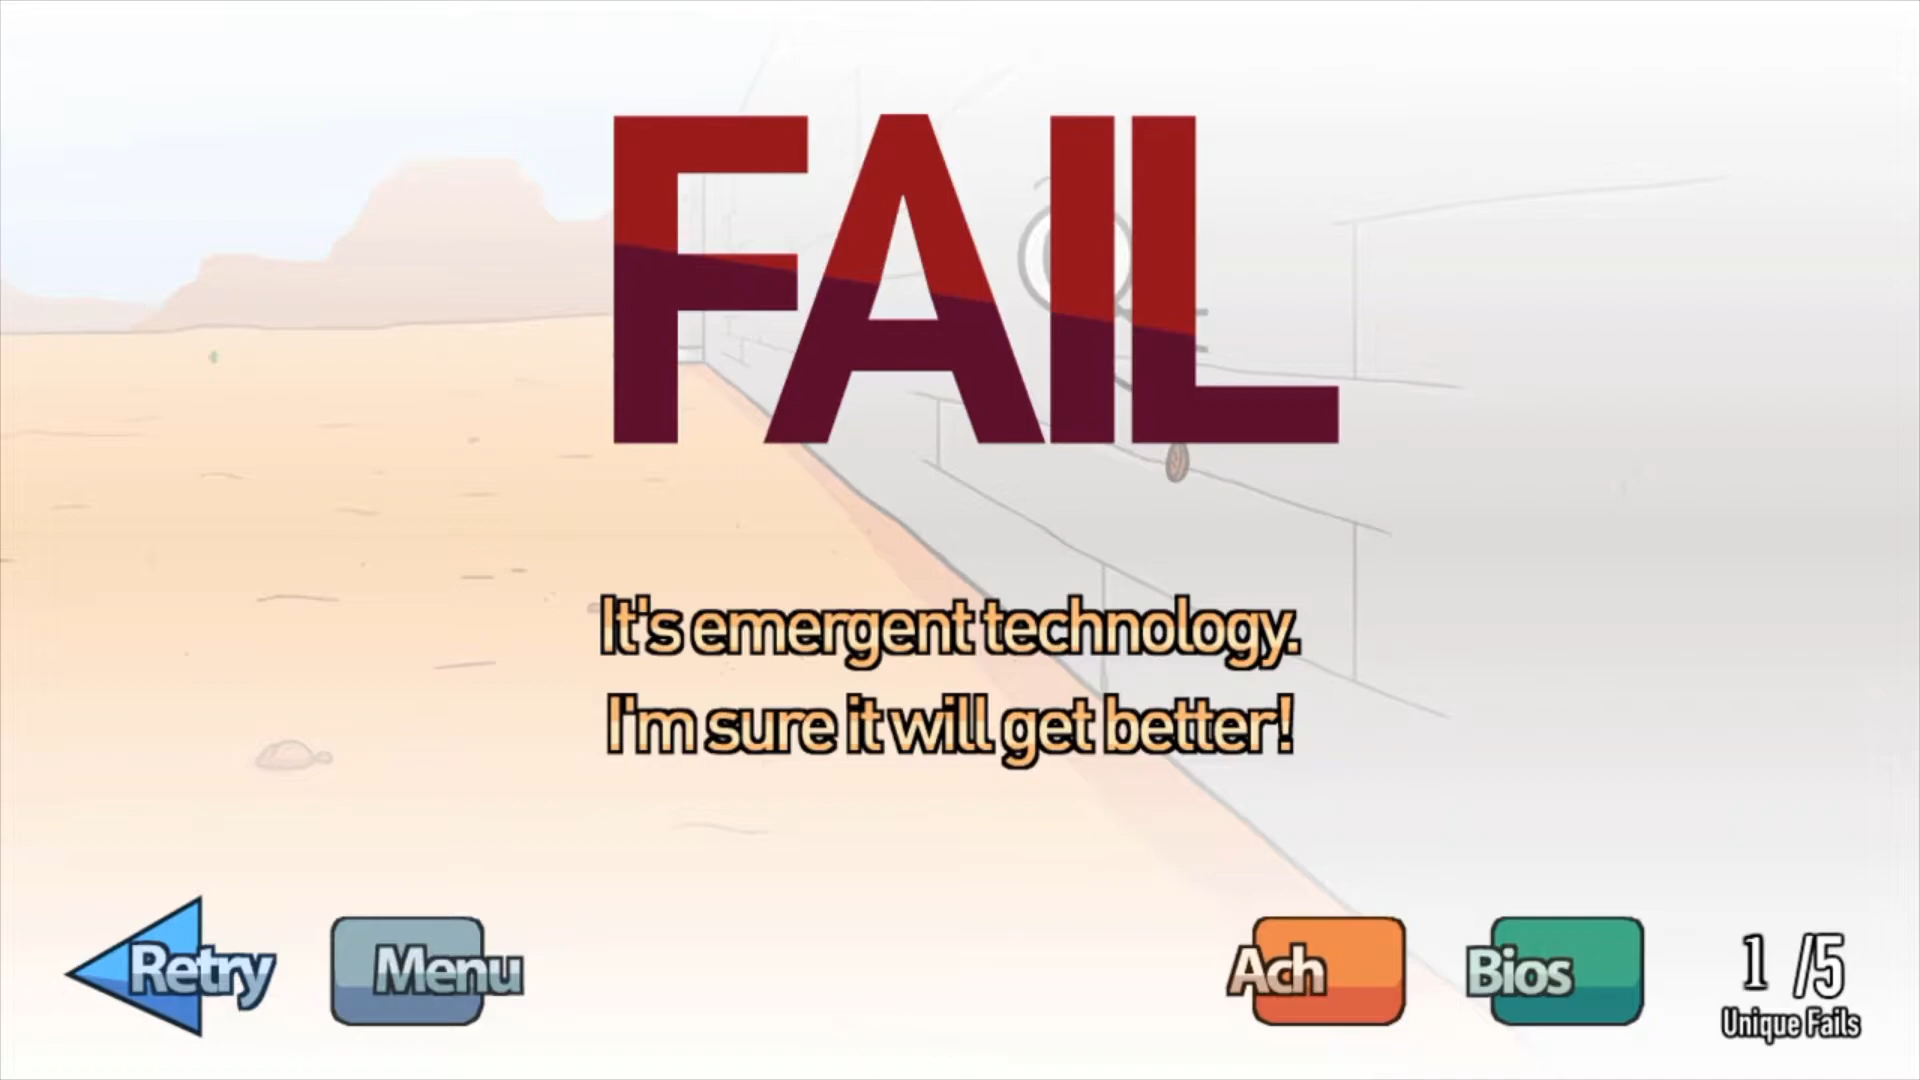 FAIL
It's emergent technology.
I'm sure it will get better!
Retry
Menu
Ach
Bios
1 /5
Unique Fails